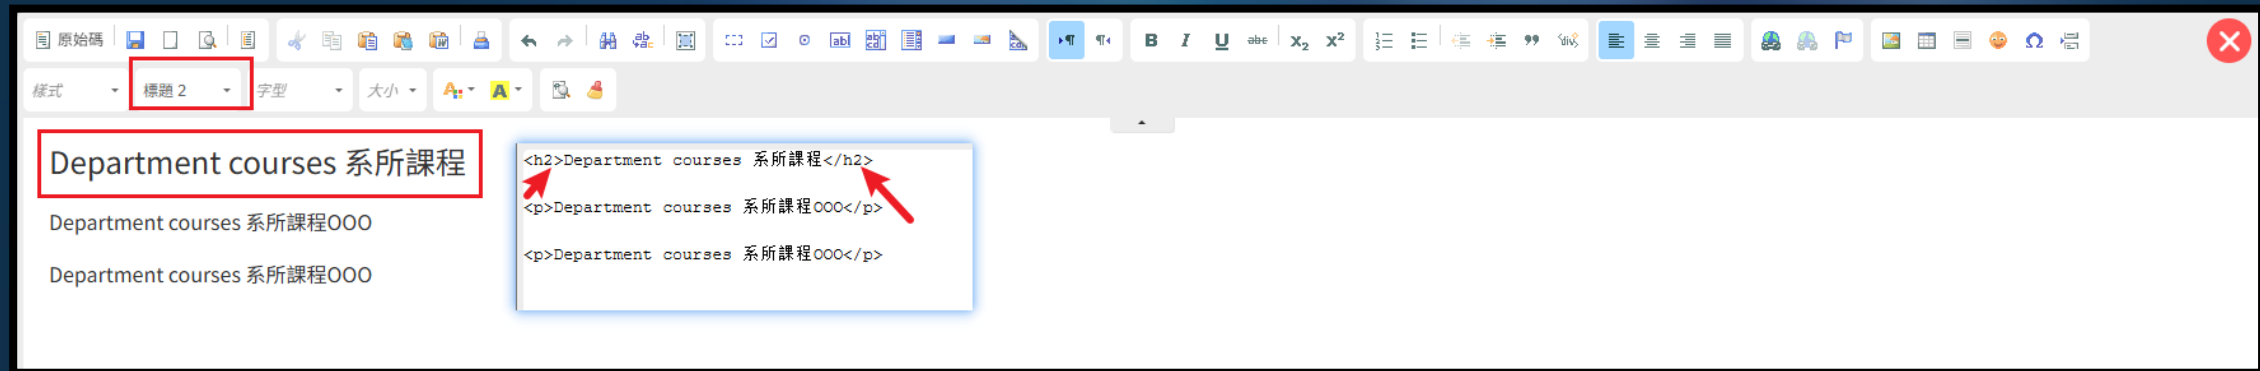 原始碼
B I U abc x₂ x²
樣式 標題 2 字型 大小
Department courses 系所課程
Department courses 系所課程OOO
Department courses 系所課程OOO
<h2>Department courses 系所課程</h2>
<p>Department courses 系所課程OOO</p>
<p>Department courses 系所課程OOO</p>